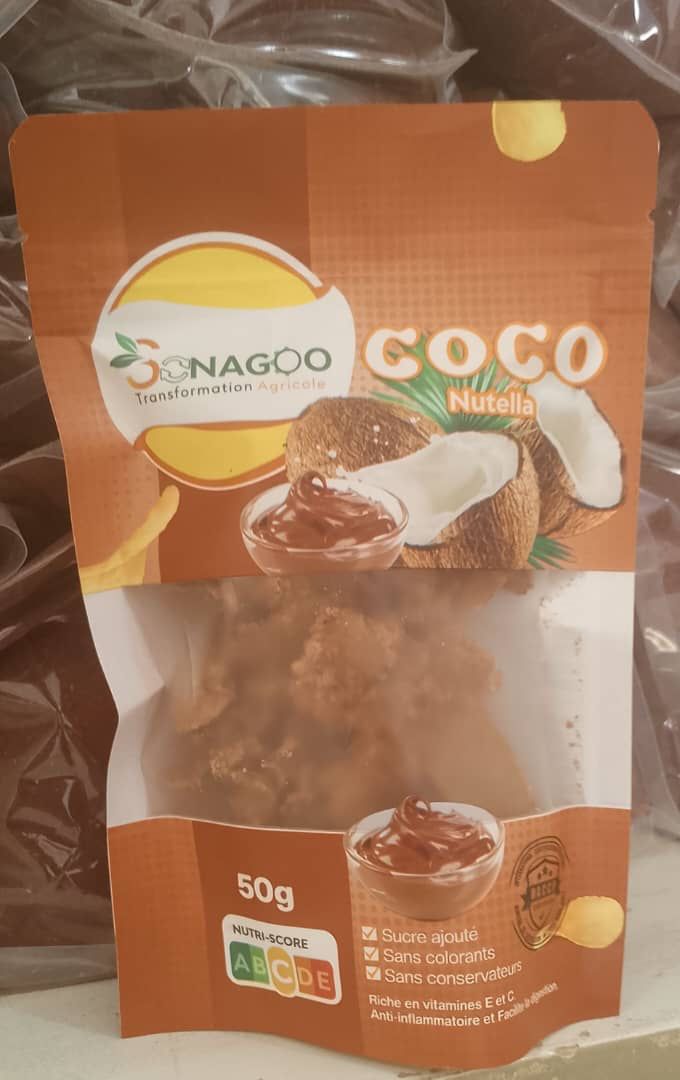 SONAGOO
Transformation Agricole
COCO
Nutella
50g
NUTRI-SCORE
A B C D E
Sucre ajouté
Sans colorants
Sans conservateurs
Riche en vitamines E et C
Anti-inflammatoire et Facilite la digestion